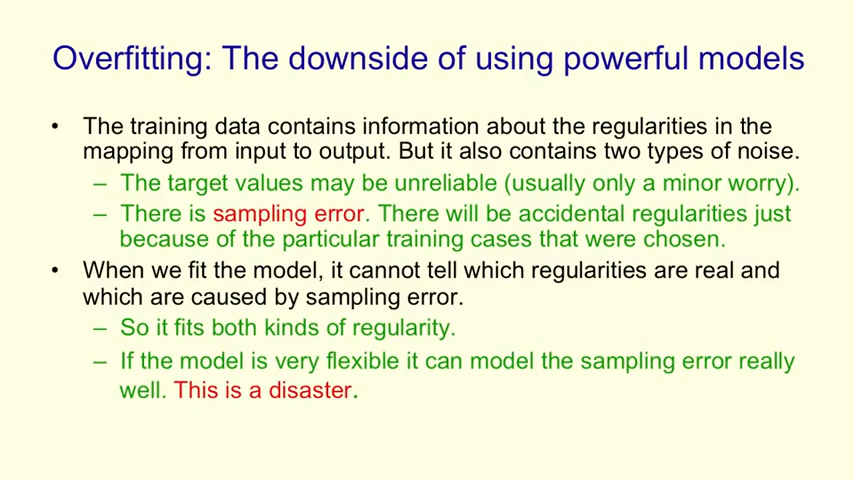 Overfitting: The downside of using powerful models
• The training data contains information about the regularities in the
mapping from input to output. But it also contains two types of noise.
– The target values may be unreliable (usually only a minor worry).
– There is sampling error. There will be accidental regularities just
because of the particular training cases that were chosen.
• When we fit the model, it cannot tell which regularities are real and
which are caused by sampling error.
– So it fits both kinds of regularity.
– If the model is very flexible it can model the sampling error really
well. This is a disaster.